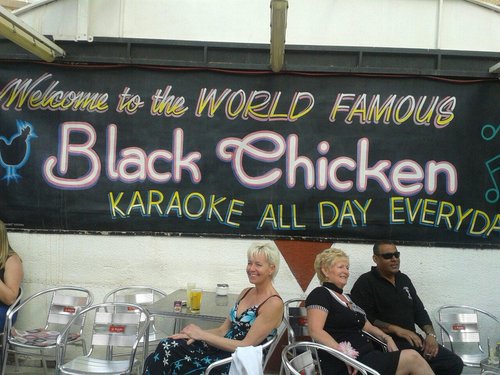 Welcome to the WORLD FAMOUS
Black Chicken
KARAOKE ALL DAY EVERYDA